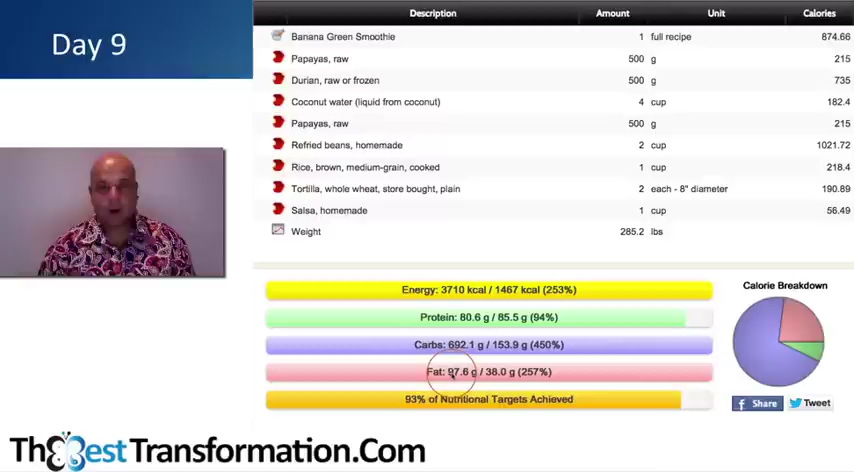 Day 9
Description Amount Unit Calories
Banana Green Smoothie 1 full recipe 874.66
Papayas, raw 500 g 215
Durian, raw or frozen 500 g 735
Coconut water (liquid from coconut) 4 cup 182.4
Papayas, raw 500 g 215
Refried beans, homemade 2 cup 1021.72
Rice, brown, medium-grain, cooked 1 cup 218.4
Tortilla, whole wheat, store bought, plain 2 each - 8" diameter 190.89
Salsa, homemade 1 cup 56.49
Weight 285.2 lbs
Energy: 3710 kcal / 1467 kcal (253%)
Protein: 80.6 g / 85.5 g (94%)
Carbs: 692.1 g / 153.9 g (450%)
Fat: 97.6 g / 38.0 g (257%)
93% of Nutritional Targets Achieved
Calorie Breakdown
Share Tweet
TheBestTransformation.Com